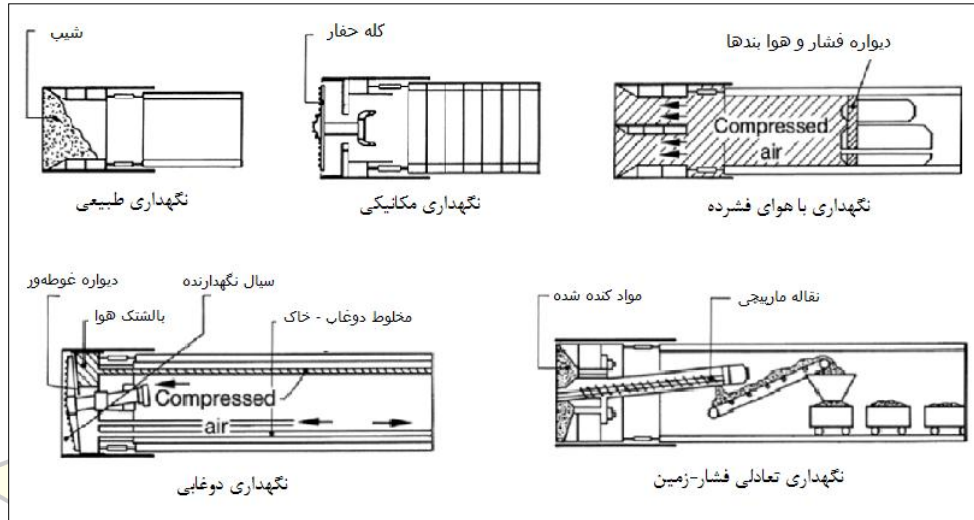 شیب
کله حفار
دیواره فشار و هوا بندها
Compressed
air
نگهداری طبیعی
نگهداری مکانیکی
نگهداری با هوای فشرده
دیواره غوطه‌ور
سیال نگهدارنده
بالشتک هوا
مخلوط دوغاب - خاک
مواد کنده شده
نقاله مارپیچی
Compressed
air
نگهداری دوغابی
نگهداری تعادلی فشار-زمین